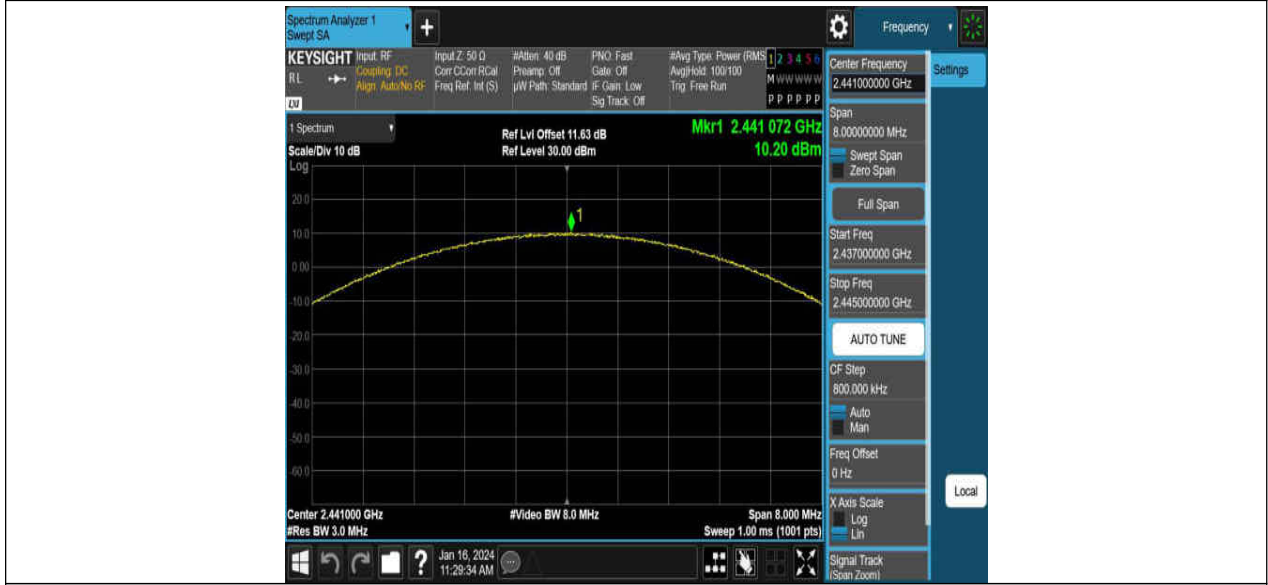 Spectrum Analyzer 1
Swept SA
+
Frequency
KEYSIGHT
RL
LXI
Input: RF
Coupling: DC
Align: Auto/No RF
Input Z: 50 Ω
Corr CCorr RCal
Freq Ref: Int (S)
#Atten: 40 dB
Preamp: Off
µW Path: Standard
PNO: Fast
Gate: Off
IF Gain: Low
Sig Track: Off
#Avg Type: Power (RMS
Avg|Hold: 100/100
Trig: Free Run
1 2 3 4 5 6
M W W W W W
P P P P P P
1 Spectrum
Scale/Div 10 dB
Log
Ref Lvl Offset 11.63 dB
Ref Level 30.00 dBm
Mkr1 2.441 072 GHz
10.20 dBm
1
20.0
10.0
0.00
-10.0
-20.0
-30.0
-40.0
-50.0
-60.0
Center 2.441000 GHz
#Res BW 3.0 MHz
#Video BW 8.0 MHz
Span 8.000 MHz
Sweep 1.00 ms (1001 pts)
Center Frequency
2.441000000 GHz
Span
8.00000000 MHz
Swept Span
Zero Span
Full Span
Start Freq
2.437000000 GHz
Stop Freq
2.445000000 GHz
AUTO TUNE
CF Step
800.000 kHz
Auto
Man
Freq Offset
0 Hz
X Axis Scale
Log
Lin
Signal Track
(Span Zoom)
Settings
Local
?
Jan 16, 2024
11:29:34 AM